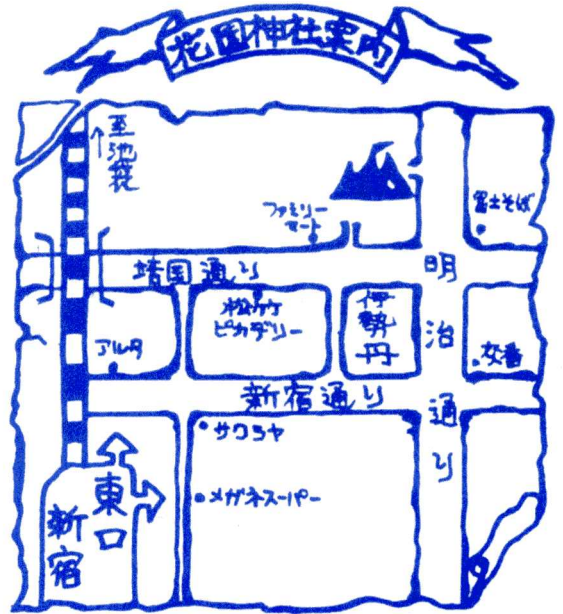 花園神社案内
↑至池袋
ファミリーマート
富士そば
靖国通り
明治通り
松竹
ピカデリー
伊勢丹
アルタ
交番
新宿通り
サクラヤ
メガネスーパー
東口
新宿